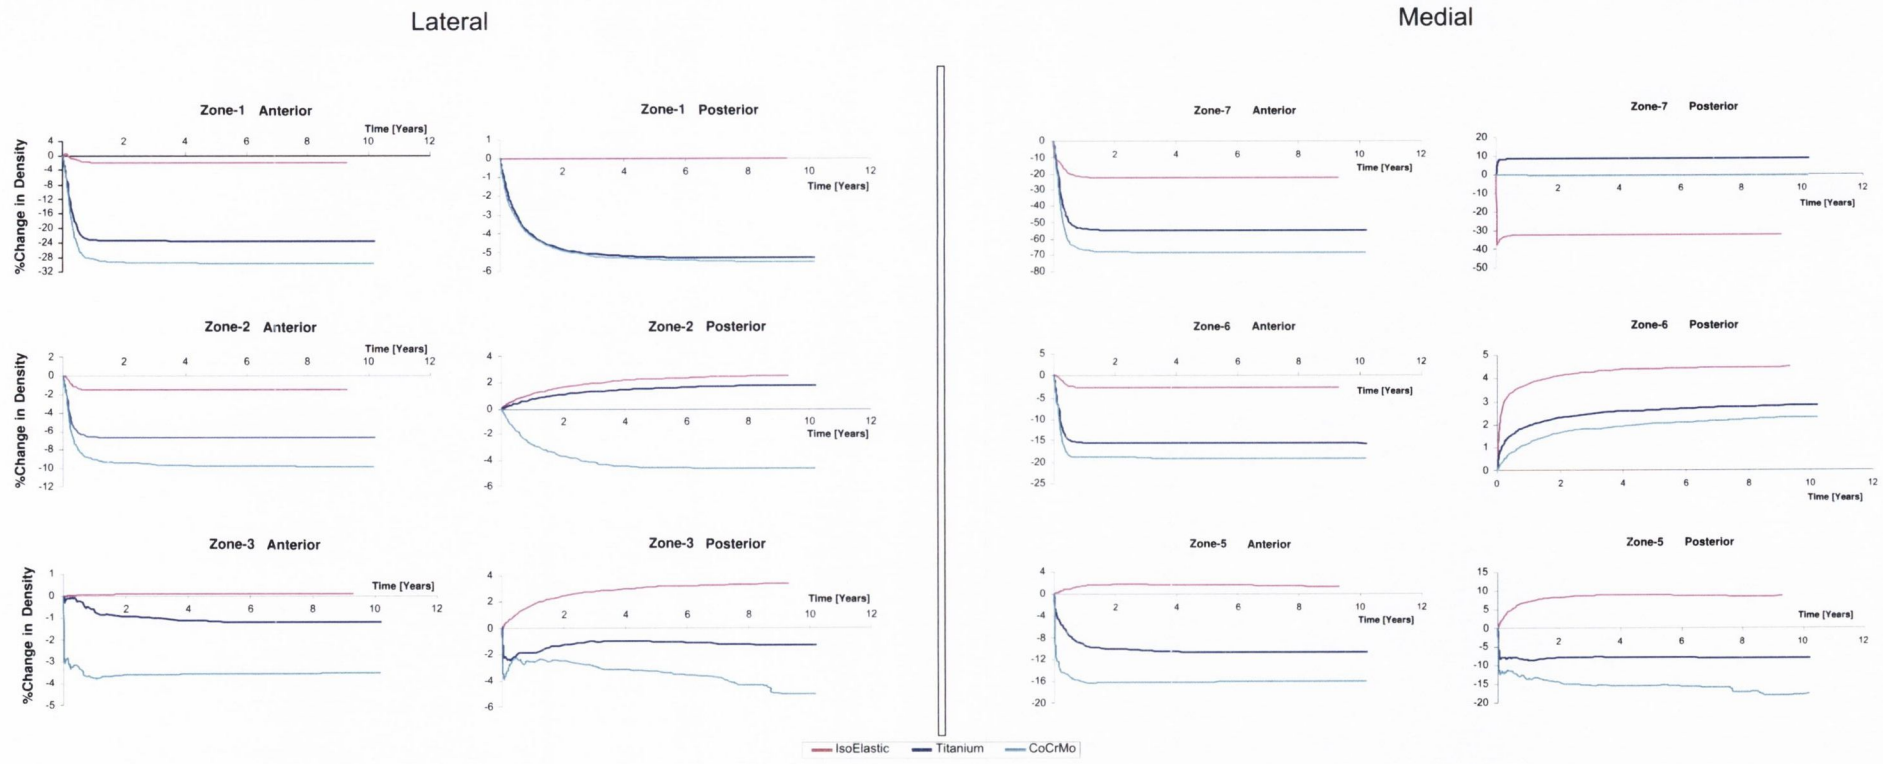 Lateral
Medial
Zone-1 Anterior
%Change in Density
Time [Years]
4
0
-4
-8
-12
-16
-20
-24
-28
-32
2 4 6 8 10 12
Zone-1 Posterior
1
0
-1
-2
-3
-4
-5
-6
2 4 6 8 10 12
Time [Years]
Zone-7 Anterior
0
-10
-20
-30
-40
-50
-60
-70
-80
2 4 6 8 10 12
Time [Years]
Zone-7 Posterior
20
10
0
-10
-20
-30
-40
-50
2 4 6 8 10 12
Time [Years]
Zone-2 Anterior
%Change in Density
Time [Years]
2
0
-2
-4
-6
-8
-10
-12
2 4 6 8 10 12
Zone-2 Posterior
4
2
0
-2
-4
-6
2 4 6 8 10 12
Time [Years]
Zone-6 Anterior
5
0
-5
-10
-15
-20
-25
2 4 6 8 10 12
Time [Years]
Zone-6 Posterior
5
4
3
2
1
0
0 2 4 6 8 10 12
Time [Years]
Zone-3 Anterior
%Change in Density
Time [Years]
1
0
-1
-2
-3
-4
-5
2 4 6 8 10 12
Zone-3 Posterior
4
2
0
-2
-4
-6
Time [Years]
2 4 6 8 10 12
Zone-5 Anterior
4
0
-4
-8
-12
-16
-20
2 4 6 8 10 12
Time [Years]
Zone-5 Posterior
15
10
5
0
-5
-10
-15
-20
Time [Years]
2 4 6 8 10 12
IsoElastic Titanium CoCrMo